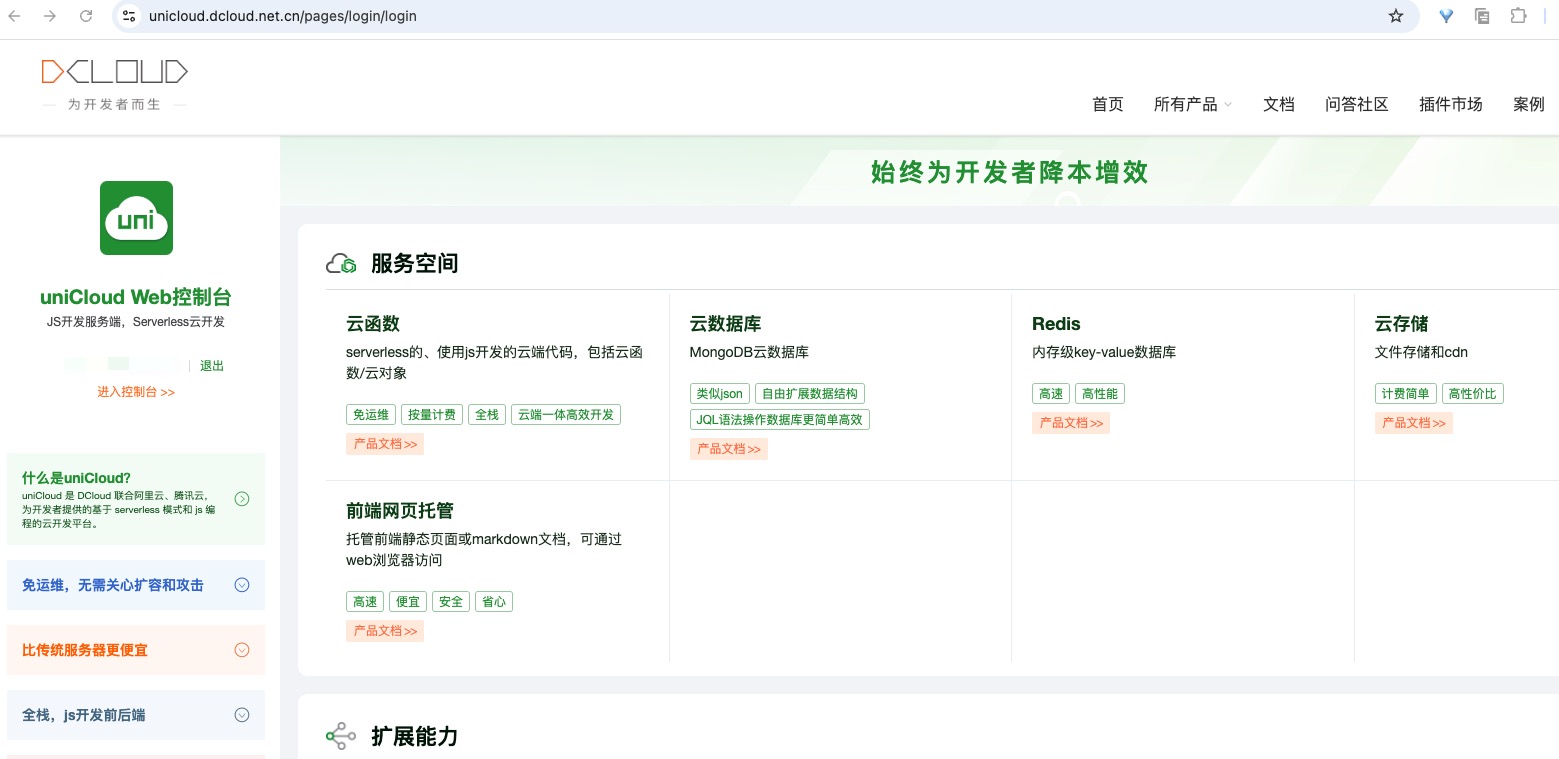 unicloud.dcloud.net.cn/pages/login/login
DCLOUD
为开发者而生
首页 所有产品 文档 问答社区 插件市场 案例
uni
uniCloud Web控制台
JS开发服务端，Serverless云开发
退出
进入控制台 >>
什么是uniCloud?
uniCloud 是 DCloud 联合阿里云、腾讯云，
为开发者提供的基于 serverless 模式和 js 编
程的云开发平台。
免运维，无需关心扩容和攻击
比传统服务器更便宜
全栈，js开发前后端
始终为开发者降本增效
服务空间
云函数
serverless的、使用js开发的云端代码，包括云函
数/云对象
免运维 按量计费 全栈 云端一体高效开发
产品文档 >>
云数据库
MongoDB云数据库
类似json 自由扩展数据结构
JQL语法操作数据库更简单高效
产品文档 >>
Redis
内存级key-value数据库
高速 高性能
产品文档 >>
云存储
文件存储和cdn
计费简单 高性价比
产品文档 >>
前端网页托管
托管前端静态页面或markdown文档，可通过
web浏览器访问
高速 便宜 安全 省心
产品文档 >>
扩展能力